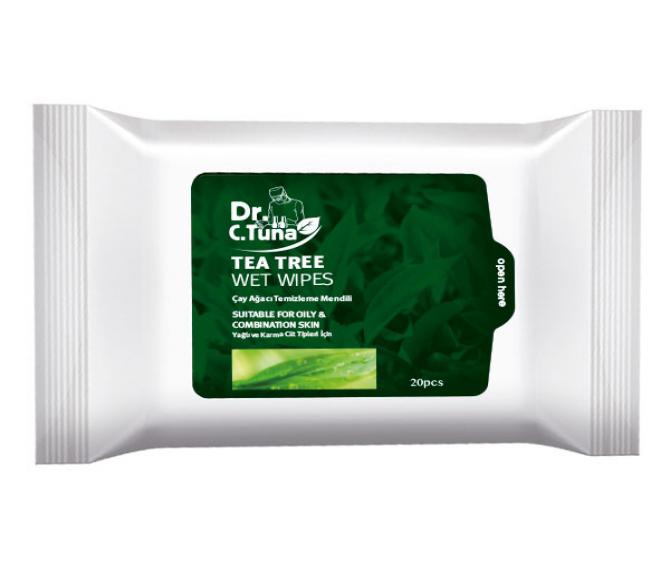 Dr.
C.Tuna
TEA TREE
WET WIPES
Çay Ağacı Temizleme Mendili
SUITABLE FOR OILY &
COMBINATION SKIN
Yağlı ve Karma Cilt Tipleri İçin
20pcs
open here